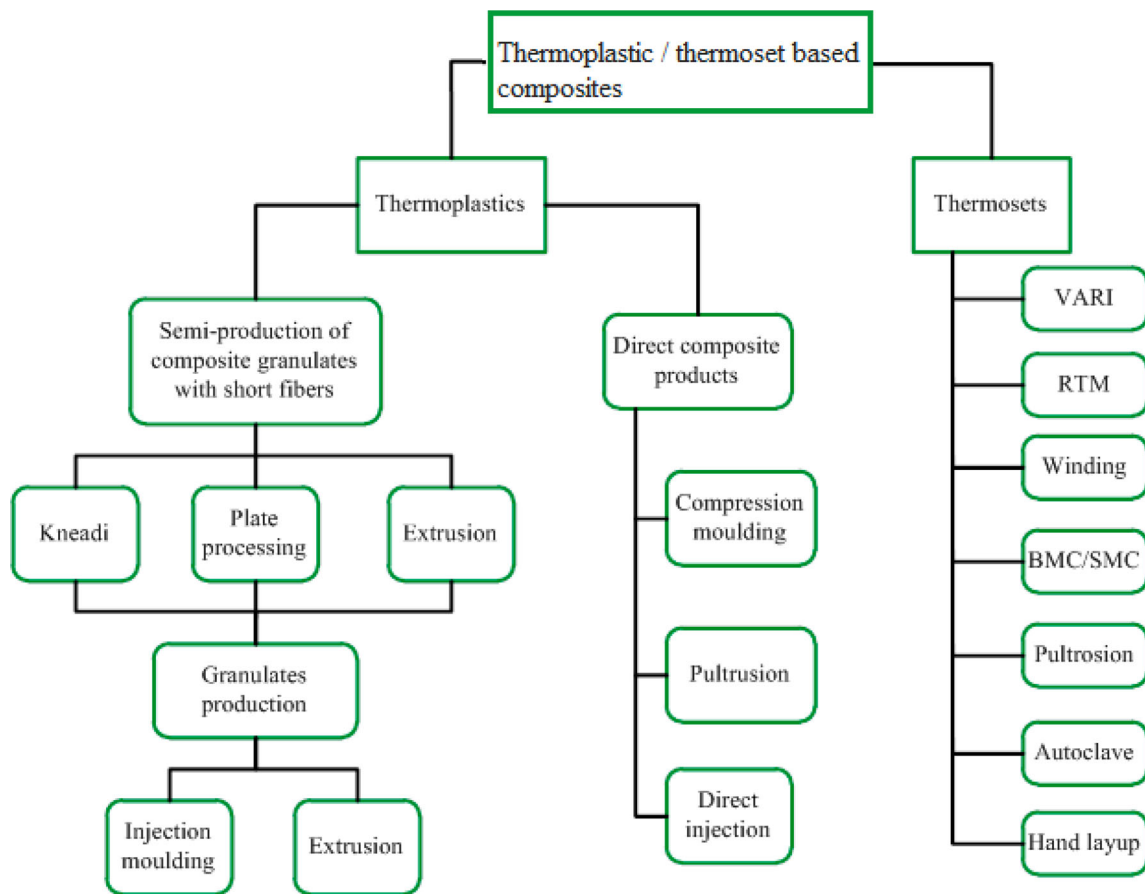 Thermoplastic / thermoset based
composites
Thermoplastics
Thermosets
Semi-production of
composite granulates
with short fibers
Direct composite
products
Kneadi
Plate
processing
Extrusion
Granulates
production
Injection
moulding
Extrusion
Compression
moulding
Pultrusion
Direct
injection
VARI
RTM
Winding
BMC/SMC
Pultrosion
Autoclave
Hand layup